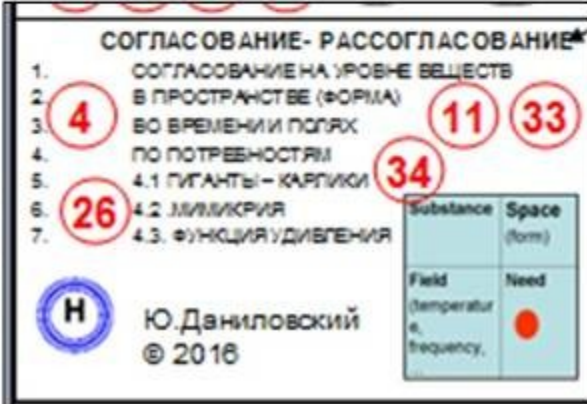 СОГЛАСОВАНИЕ- РАССОГЛАСОВАНИЕ
1. СОГЛАСОВАНИЕ НА УРОВНЕ ВЕЩЕСТВ
2. В ПРОСТРАНСТВЕ (ФОРМА)
3. ВО ВРЕМЕНИ И ПОЛЯХ
4. ПО ПОТРЕБНОСТЯМ
5. 4.1 ГИГАНТЫ – КАРЛИКИ
6. 4.2 .МИМИКРИЯ
7. 4.3. ФУНКЦИЯ УДИВЛЕНИЯ
4
11
33
34
26
Substance
Space
(form)
Field
(temperatur
e,
frequency,
...
Need
Н
Ю.Даниловский
© 2016